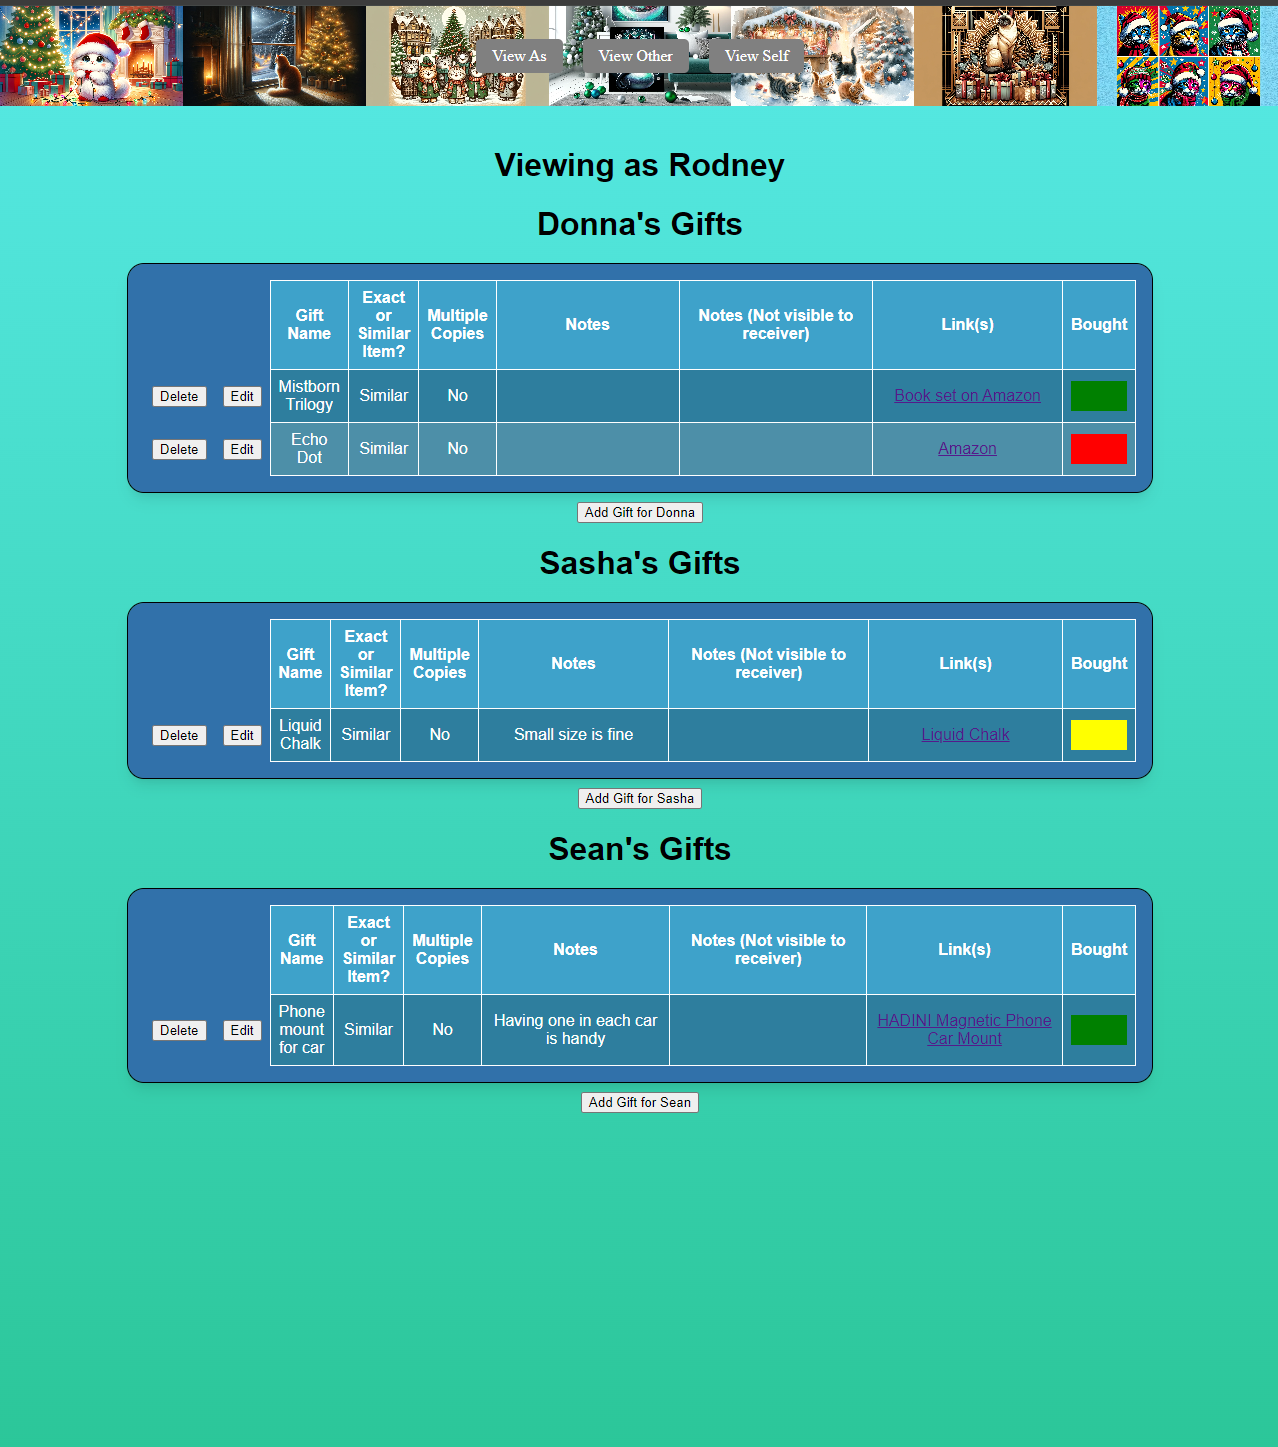 View As View Other View Self
Viewing as Rodney
Donna's Gifts
Gift Name Exact or Similar Item? Multiple Copies Notes Notes (Not visible to receiver) Link(s) Bought
Delete Edit Mistborn Trilogy Similar No Book set on Amazon
Delete Edit Echo Dot Similar No Amazon
Add Gift for Donna
Sasha's Gifts
Gift Name Exact or Similar Item? Multiple Copies Notes Notes (Not visible to receiver) Link(s) Bought
Delete Edit Liquid Chalk Similar No Small size is fine Liquid Chalk
Add Gift for Sasha
Sean's Gifts
Gift Name Exact or Similar Item? Multiple Copies Notes Notes (Not visible to receiver) Link(s) Bought
Delete Edit Phone mount for car Similar No Having one in each car is handy HADINI Magnetic Phone Car Mount
Add Gift for Sean